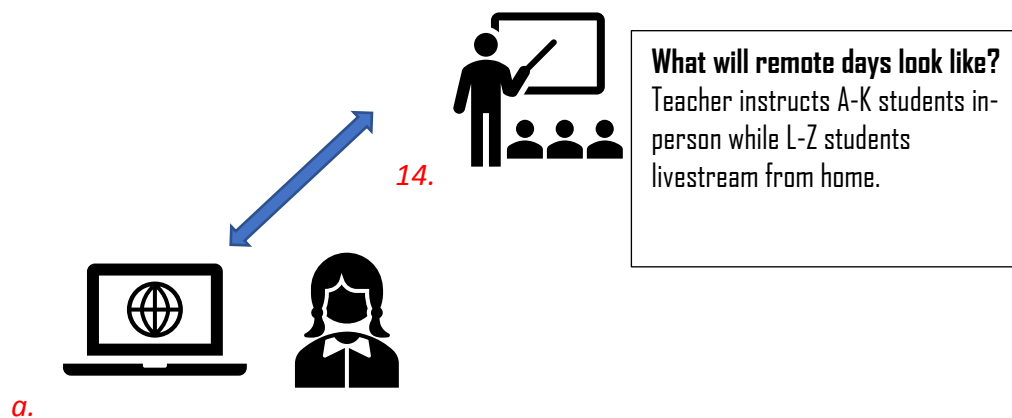 What will remote days look like?
Teacher instructs A-K students in-
person while L-Z students
livestream from home.
14.
a.